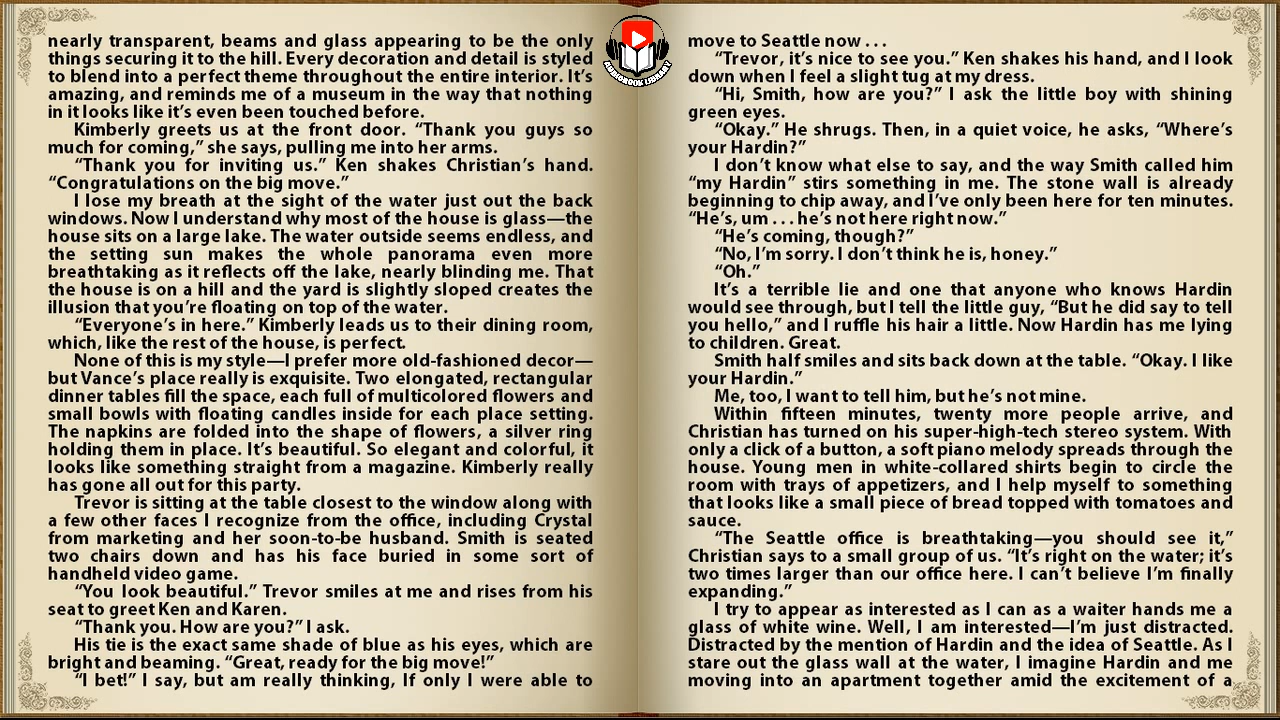 nearly transparent, beams and glass appearing to be the only
things securing it to the hill. Every decoration and detail is styled
to blend into a perfect theme throughout the entire interior. It’s
amazing, and reminds me of a museum in the way that nothing
in it looks like it’s even been touched before.
Kimberly greets us at the front door. “Thank you guys so
much for coming,” she says, pulling me into her arms.
“Thank you for inviting us.” Ken shakes Christian’s hand.
“Congratulations on the big move.”
I lose my breath at the sight of the water just out the back
windows. Now I understand why most of the house is glass—the
house sits on a large lake. The water outside seems endless, and
the setting sun makes the whole panorama even more
breathtaking as it reflects off the lake, nearly blinding me. That
the house is on a hill and the yard is slightly sloped creates the
illusion that you’re floating on top of the water.
“Everyone’s in here.” Kimberly leads us to their dining room,
which, like the rest of the house, is perfect.
None of this is my style—I prefer more old-fashioned decor—
but Vance’s place really is exquisite. Two elongated, rectangular
dinner tables fill the space, each full of multicolored flowers and
small bowls with floating candles inside for each place setting.
The napkins are folded into the shape of flowers, a silver ring
holding them in place. It’s beautiful. So elegant and colorful, it
looks like something straight from a magazine. Kimberly really
has gone all out for this party.
Trevor is sitting at the table closest to the window along with
a few other faces I recognize from the office, including Crystal
from marketing and her soon-to-be husband. Smith is seated
two chairs down and has his face buried in some sort of
handheld video game.
“You look beautiful.” Trevor smiles at me and rises from his
seat to greet Ken and Karen.
“Thank you. How are you?” I ask.
His tie is the exact same shade of blue as his eyes, which are
bright and beaming. “Great, ready for the big move!”
“I bet!” I say, but am really thinking, If only I were able to
AUDIOBOOK LIBRARY
move to Seattle now . . .
“Trevor, it’s nice to see you.” Ken shakes his hand, and I look
down when I feel a slight tug at my dress.
“Hi, Smith, how are you?” I ask the little boy with shining
green eyes.
“Okay.” He shrugs. Then, in a quiet voice, he asks, “Where’s
your Hardin?”
I don’t know what else to say, and the way Smith called him
“my Hardin” stirs something in me. The stone wall is already
beginning to chip away, and I’ve only been here for ten minutes.
“He’s, um . . . he’s not here right now.”
“He’s coming, though?”
“No, I’m sorry. I don’t think he is, honey.”
“Oh.”
It’s a terrible lie and one that anyone who knows Hardin
would see through, but I tell the little guy, “But he did say to tell
you hello,” and I ruffle his hair a little. Now Hardin has me lying
to children. Great.
Smith half smiles and sits back down at the table. “Okay. I like
your Hardin.”
Me, too, I want to tell him, but he’s not mine.
Within fifteen minutes, twenty more people arrive, and
Christian has turned on his super-high-tech stereo system. With
only a click of a button, a soft piano melody spreads through the
house. Young men in white-collared shirts begin to circle the
room with trays of appetizers, and I help myself to something
that looks like a small piece of bread topped with tomatoes and
sauce.
“The Seattle office is breathtaking—you should see it,”
Christian says to a small group of us. “It’s right on the water; it’s
two times larger than our office here. I can’t believe I’m finally
expanding.”
I try to appear as interested as I can as a waiter hands me a
glass of white wine. Well, I am interested—I’m just distracted.
Distracted by the mention of Hardin and the idea of Seattle. As I
stare out the glass wall at the water, I imagine Hardin and me
moving into an apartment together amid the excitement of a